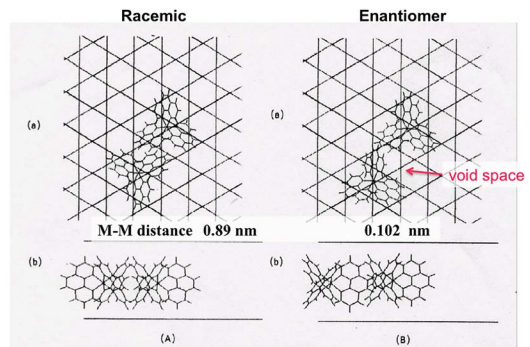 Racemic Enantiomer
(a) (a)
void space
M-M distance 0.89 nm 0.102 nm
(b) (b)
(A) (B)